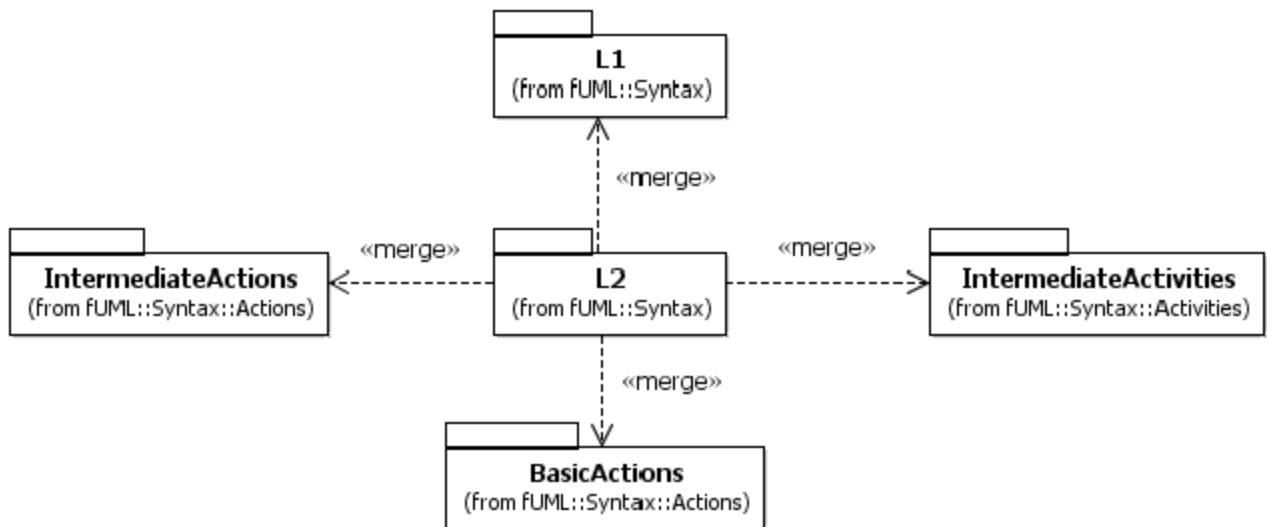 L1
(from fUML::Syntax)
«merge»
«merge»
«merge»
IntermediateActions
(from fUML::Syntax::Actions)
L2
(from fUML::Syntax)
IntermediateActivities
(from fUML::Syntax::Activities)
«merge»
BasicActions
(from fUML::Syntax::Actions)